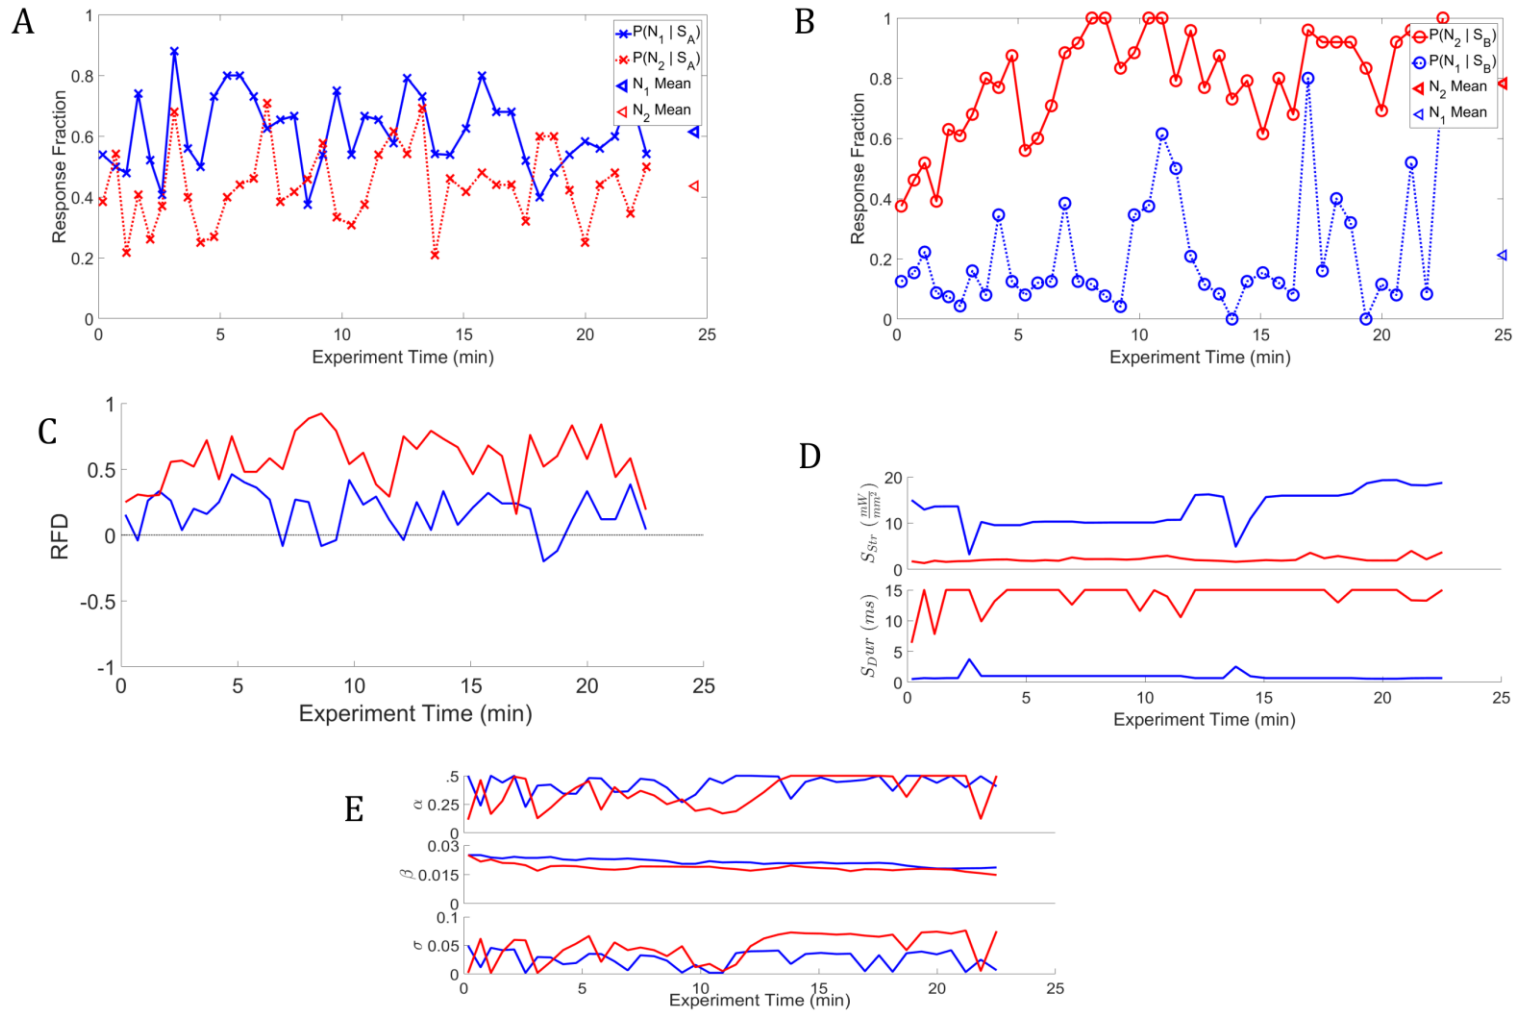 A
1
0.8
0.6
0.4
0.2
0
Response Fraction
0 5 10 15 20 25
Experiment Time (min)
P(N1 | SA)
P(N2 | SA)
N1 Mean
N2 Mean
B
1
0.8
0.6
0.4
0.2
0
Response Fraction
0 5 10 15 20 25
Experiment Time (min)
P(N2 | SB)
P(N1 | SB)
N2 Mean
N1 Mean
C
1
0.5
0
-0.5
-1
RFD
0 5 10 15 20 25
Experiment Time (min)
D
20
10
0
SStr (mW/mm2)
15
10
5
0
SDur (ms)
0 5 10 15 20 25
Experiment Time (min)
E
.5
0.25
0
α
0.03
0.015
0
β
0.1
0.05
0
σ
0 5 10 15 20 25
Experiment Time (min)